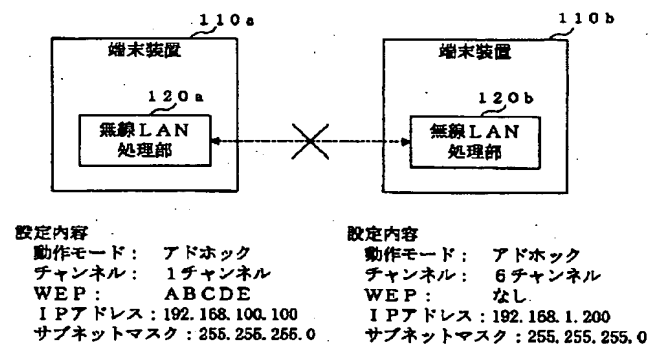 110a
端末装置
120a
無線LAN
処理部
110b
端末装置
120b
無線LAN
処理部
設定内容
動作モード： アドホック
チャンネル： 1チャンネル
WEP： ABCDE
IPアドレス：192.168.100.100
サブネットマスク：255.255.255.0
設定内容
動作モード： アドホック
チャンネル： 6チャンネル
WEP： なし
IPアドレス：192.168.1.200
サブネットマスク：255.255.255.0